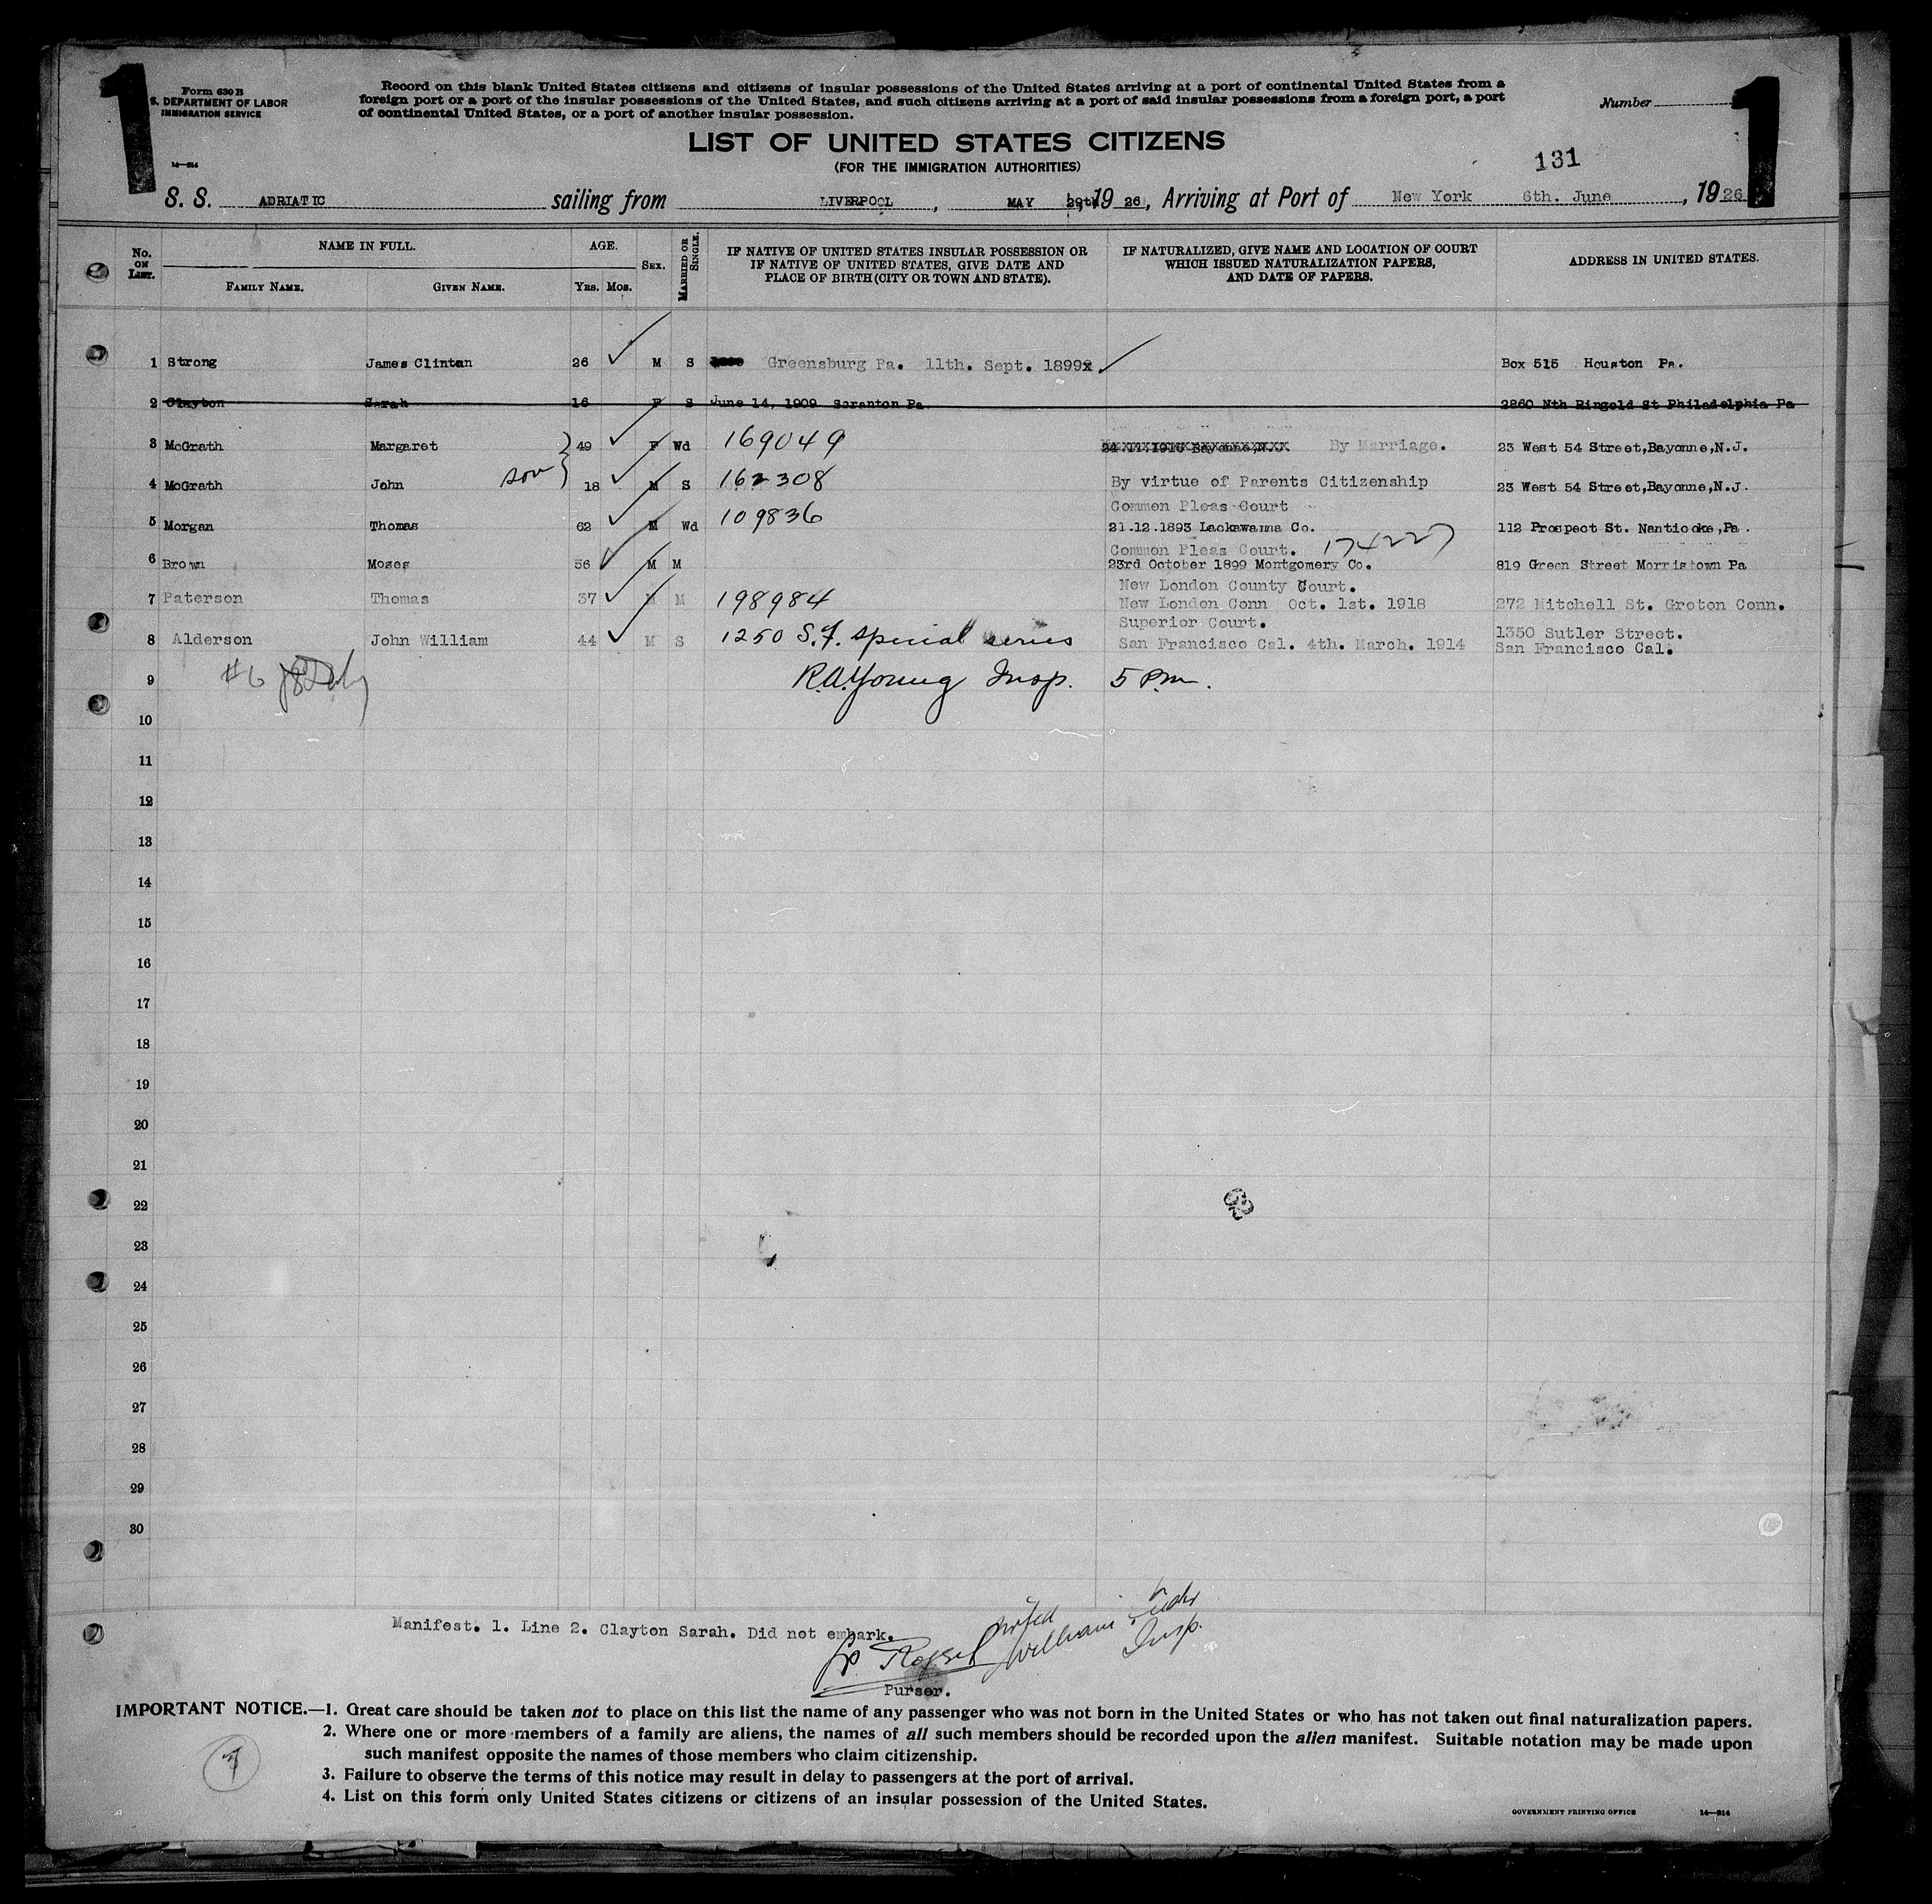 1 1
Form 630 B
S. DEPARTMENT OF LABOR
IMMIGRATION SERVICE
14—214
Record on this blank United States citizens and citizens of insular possessions of the United States arriving at a port of continental United States from a
foreign port or a port of the insular possessions of the United States, and such citizens arriving at a port of said insular possessions from a foreign port, a port
of continental United States, or a port of another insular possession.
Number
LIST OF UNITED STATES CITIZENS
(FOR THE IMMIGRATION AUTHORITIES)
131
S. S. ADRIATIC sailing from LIVERPOOL, MAY 29th, 19 26, Arriving at Port of New York 6th. June, 19 26
No. ON LIST.
NAME IN FULL.
FAMILY NAME. GIVEN NAME.
AGE.
YRS. MOS.
SEX.
MARRIED OR SINGLE.
IF NATIVE OF UNITED STATES INSULAR POSSESSION OR
IF NATIVE OF UNITED STATES, GIVE DATE AND
PLACE OF BIRTH (CITY OR TOWN AND STATE).
IF NATURALIZED, GIVE NAME AND LOCATION OF COURT
WHICH ISSUED NATURALIZATION PAPERS,
AND DATE OF PAPERS.
ADDRESS IN UNITED STATES.
1 Strong James Clinton 26 M S Greensburg Pa. 11th. Sept. 1899 Box 515 Houston Pa.
2 Clayton Sarah 16 F S June 14, 1909 Scranton Pa 2860 Nth Ringold St Philadelphia Pa
3 McGrath Margaret 49 F Wd 169049 By Marriage. 23 West 54 Street,Bayonne,N.J.
son
4 McGrath John 18 M S 162308 By virtue of Parents Citizenship 23 West 54 Street,Bayonne,N.J.
Common Pleas Court
5 Morgan Thomas 62 M Wd 109836 21.12.1893 Lackawanna Co. 112 Prospect St. Nanticoke,Pa.
Common Pleas Court. 174227
6 Brown Moses 56 M M 23rd October 1899 Montgomery Co. 819 Green Street Morristown Pa
New London County Court.
7 Paterson Thomas 37 M M 198984 New London Conn Oct. 1st. 1918 272 Mitchell St. Groton Conn.
Superior Court.
8 Alderson John William 44 M S 1250 S.F. special series San Francisco Cal. 4th. March. 1914 1350 Sutler Street.
San Francisco Cal.
9 #6 R.A.Young Insp. 5 Pm.
10
11
12
13
14
15
16
17
18
19
20
21
22
23
24
25
26
27
28
29
30
Manifest. 1. Line 2. Clayton Sarah. Did not embark.
William
Insp.
Purser.
IMPORTANT NOTICE.—1. Great care should be taken not to place on this list the name of any passenger who was not born in the United States or who has not taken out final naturalization papers.
2. Where one or more members of a family are aliens, the names of all such members should be recorded upon the alien manifest. Suitable notation may be made upon
such manifest opposite the names of those members who claim citizenship.
3. Failure to observe the terms of this notice may result in delay to passengers at the port of arrival.
4. List on this form only United States citizens or citizens of an insular possession of the United States.
GOVERNMENT PRINTING OFFICE 14—214